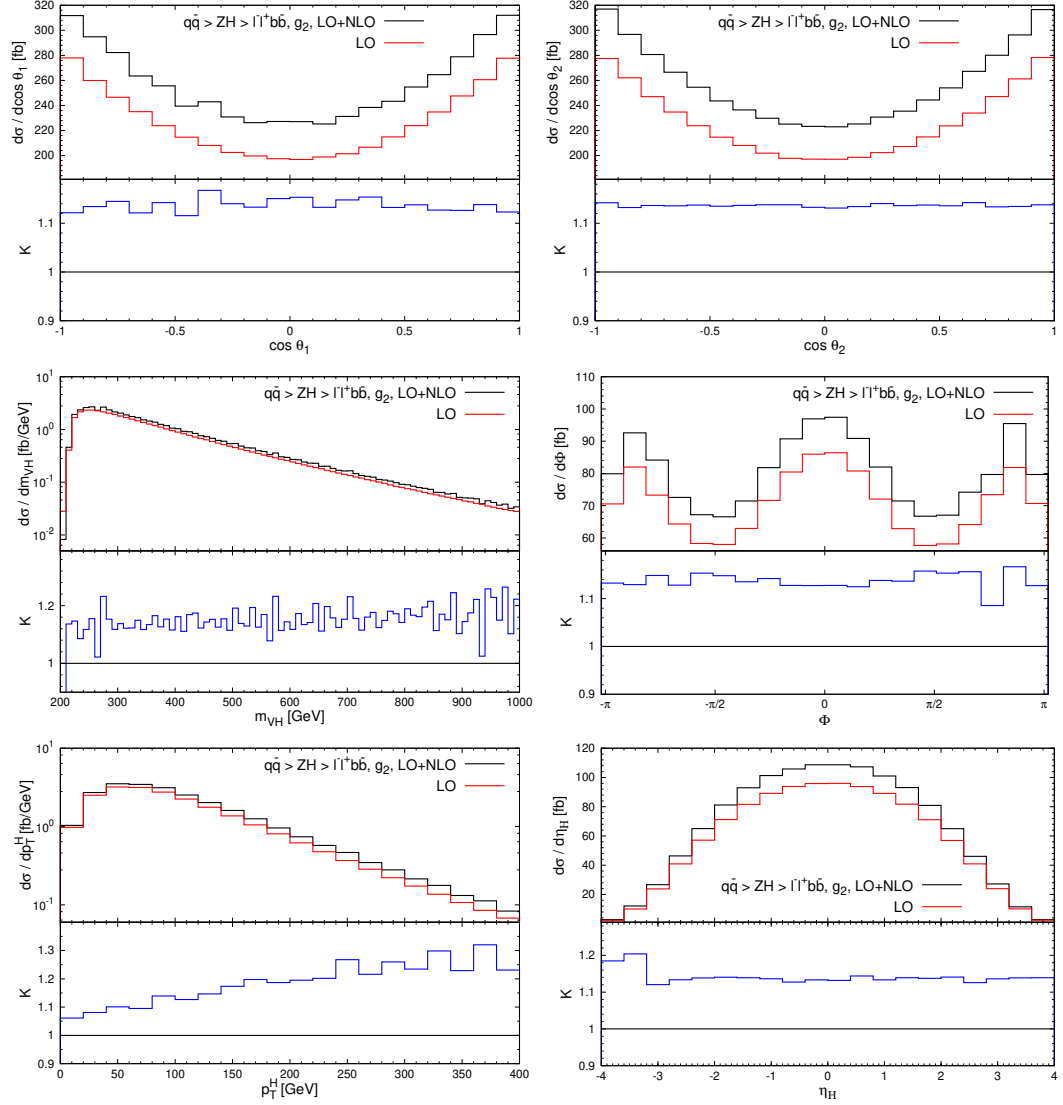 320
300
280
260
240
220
200
dσ / dcos θ₁ [fb]
qq̄ > ZH > l⁻l⁺bb̄, g₂, LO+NLO
LO
1.1
1
0.9
K
-1 -0.5 0 0.5 1
cos θ₁
320
300
280
260
240
220
200
dσ / dcos θ₂ [fb]
qq̄ > ZH > l⁻l⁺bb̄, g₂, LO+NLO
LO
1.1
1
0.9
K
-1 -0.5 0 0.5 1
cos θ₂
10¹
10⁰
10⁻¹
10⁻²
dσ / dm_VH [fb/GeV]
qq̄ > ZH > l⁻l⁺bb̄, g₂, LO+NLO
LO
1.2
1
K
200 300 400 500 600 700 800 900 1000
m_VH [GeV]
110
100
90
80
70
60
dσ / dΦ [fb]
qq̄ > ZH > l⁻l⁺bb̄, g₂, LO+NLO
LO
1.1
1
0.9
K
-π -π/2 0 π/2 π
Φ
10¹
10⁰
10⁻¹
dσ / dp_T^H [fb/GeV]
qq̄ > ZH > l⁻l⁺bb̄, g₂, LO+NLO
LO
1.3
1.2
1.1
1
0.9
K
0 50 100 150 200 250 300 350 400
p_T^H [GeV]
120
100
80
60
40
20
dσ / dη_H [fb]
qq̄ > ZH > l⁻l⁺bb̄, g₂, LO+NLO
LO
1.2
1.1
1
0.9
K
-4 -3 -2 -1 0 1 2 3 4
η_H